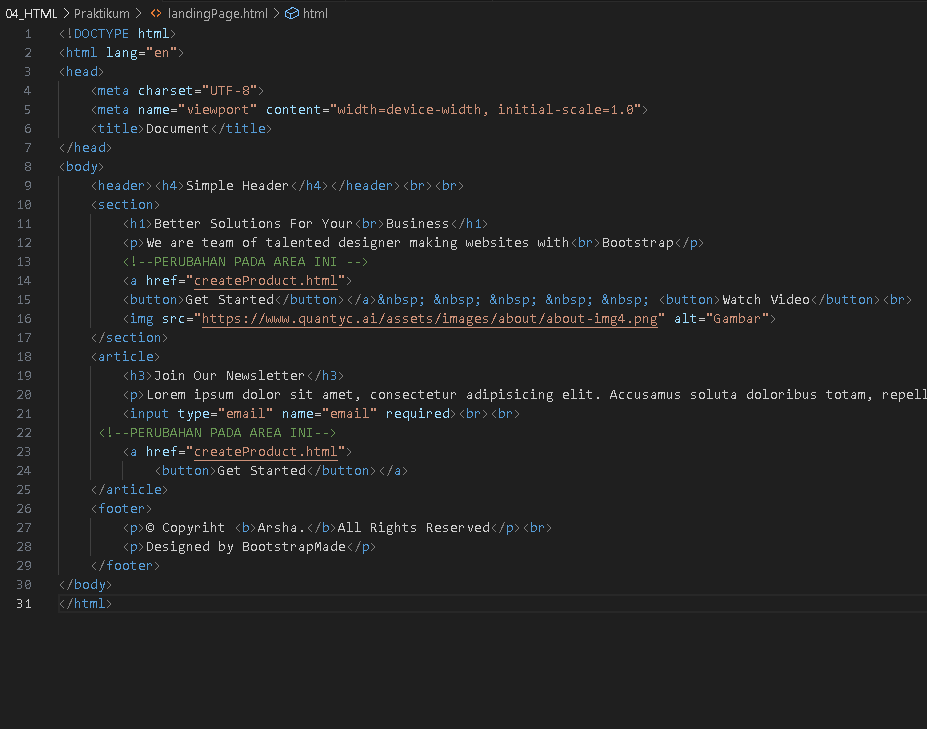 04_HTML > Praktikum > <> landingPage.html > html
1 <!DOCTYPE html>
2 <html lang="en">
3 <head>
4 <meta charset="UTF-8">
5 <meta name="viewport" content="width=device-width, initial-scale=1.0">
6 <title>Document</title>
7 </head>
8 <body>
9 <header><h4>Simple Header</h4></header><br><br>
10 <section>
11 <h1>Better Solutions For Your<br>Business</h1>
12 <p>We are team of talented designer making websites with<br>Bootstrap</p>
13 <!--PERUBAHAN PADA AREA INI -->
14 <a href="createProduct.html">
15 <button>Get Started</button></a>&nbsp; &nbsp; &nbsp; &nbsp; &nbsp; <button>Watch Video</button><br>
16 <img src="https://www.quantyc.ai/assets/images/about/about-img4.png" alt="Gambar">
17 </section>
18 <article>
19 <h3>Join Our Newsletter</h3>
20 <p>Lorem ipsum dolor sit amet, consectetur adipisicing elit. Accusamus soluta doloribus totam, repell
21 <input type="email" name="email" required><br><br>
22 <!--PERUBAHAN PADA AREA INI-->
23 <a href="createProduct.html">
24 <button>Get Started</button></a>
25 </article>
26 <footer>
27 <p>© Copyriht <b>Arsha.</b>All Rights Reserved</p><br>
28 <p>Designed by BootstrapMade</p>
29 </footer>
30 </body>
31 </html>